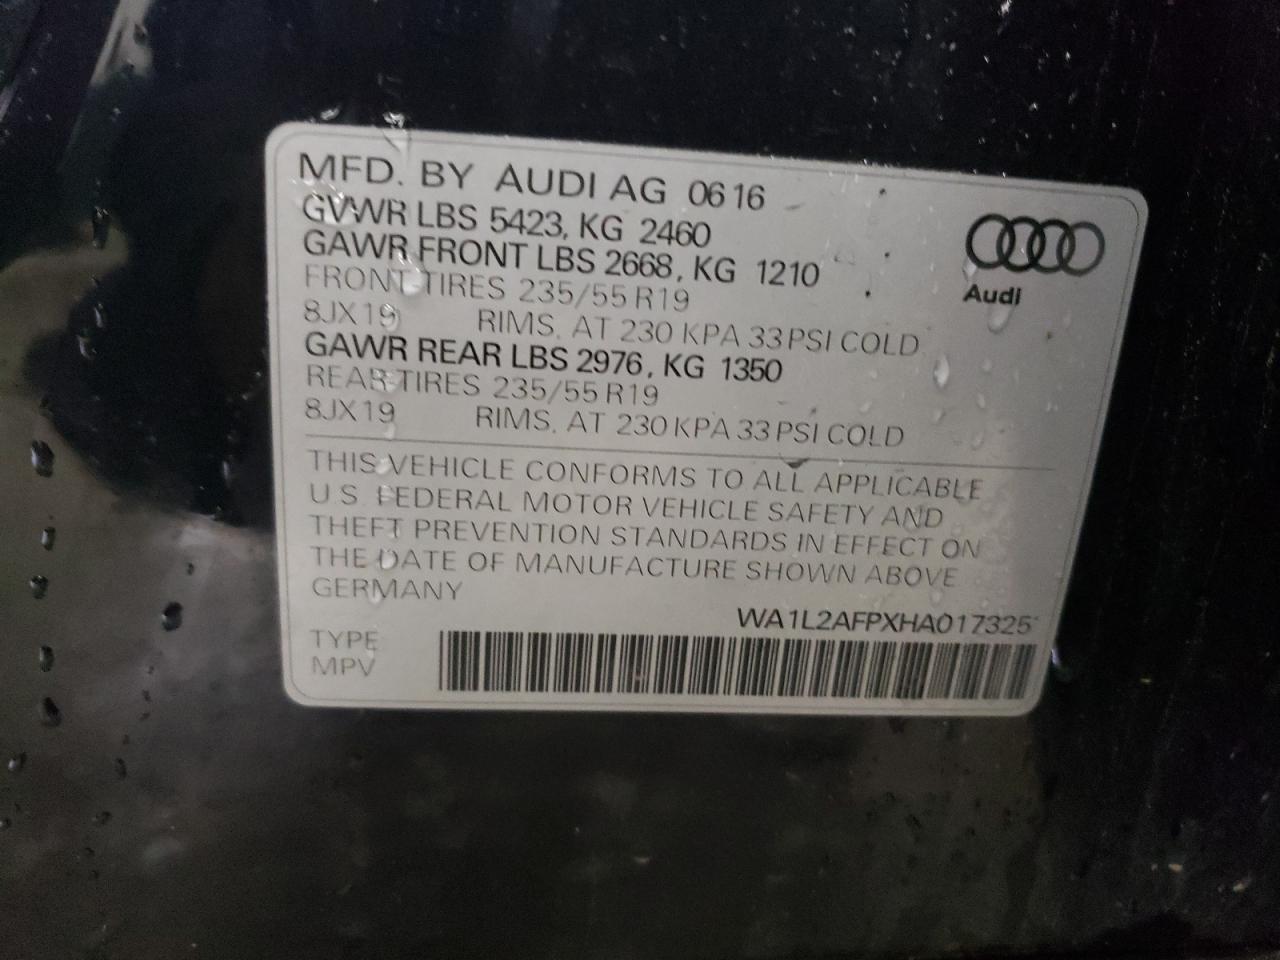 MFD. BY AUDI AG 06 16
GVWR LBS 5423, KG 2460
GAWR FRONT LBS 2668, KG 1210
FRONT TIRES 235/55 R19
8JX19 RIMS. AT 230 KPA 33 PSI COLD
GAWR REAR LBS 2976, KG 1350
REAR TIRES 235/55 R19
8JX19 RIMS. AT 230 KPA 33 PSI COLD
Audi
THIS VEHICLE CONFORMS TO ALL APPLICABLE
U.S. FEDERAL MOTOR VEHICLE SAFETY AND
THEFT PREVENTION STANDARDS IN EFFECT ON
THE DATE OF MANUFACTURE SHOWN ABOVE
GERMANY
WA1L2AFPXHA017325
TYPE
MPV